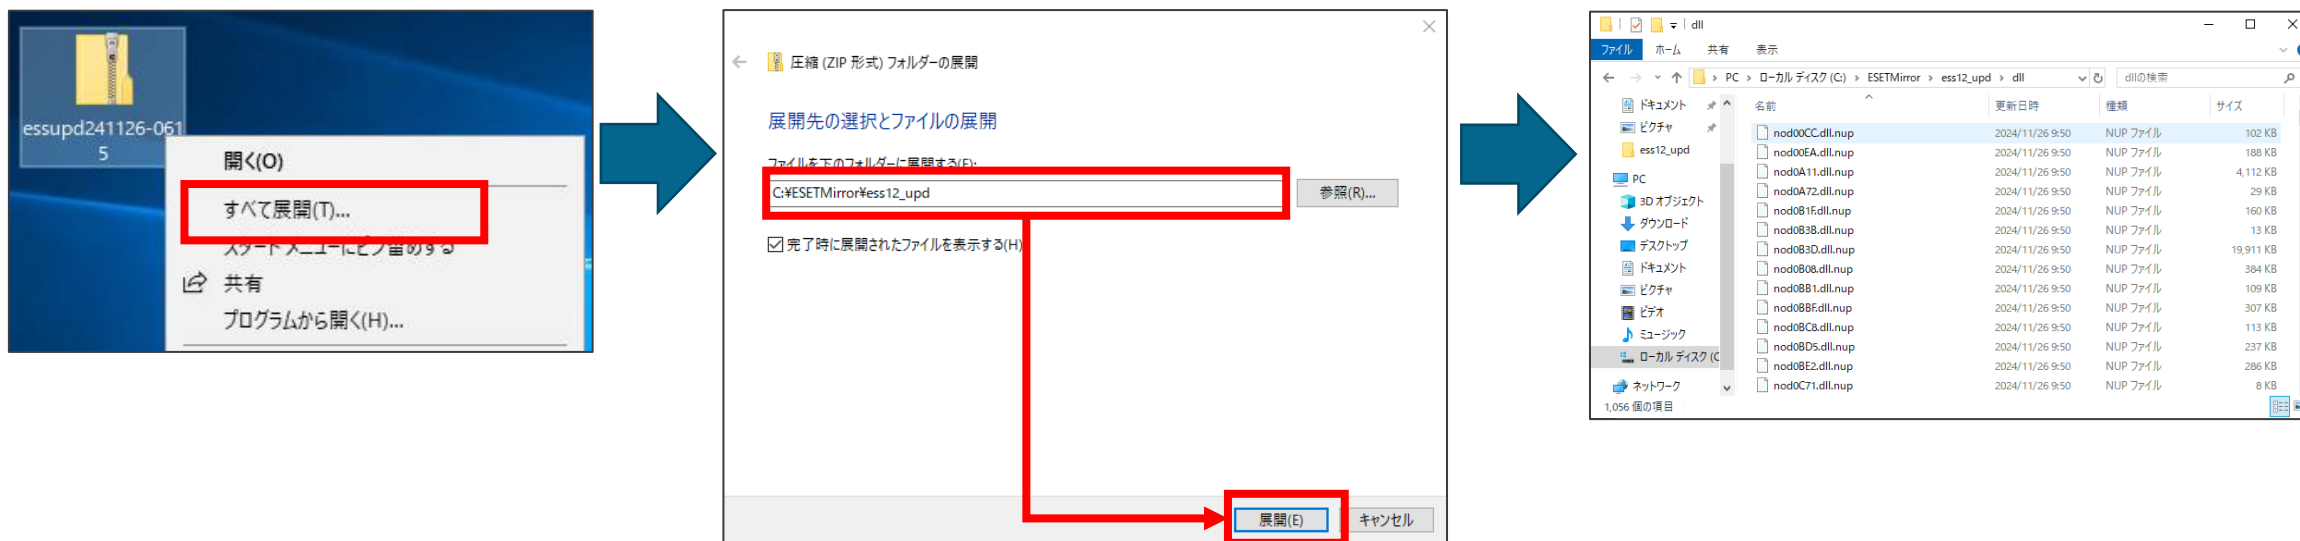 essupd241126-061
5
開く(O)
すべて展開(T)...
スタート メニューにピン留めする
共有
プログラムから開く(H)...
圧縮 (ZIP 形式) フォルダーの展開
展開先の選択とファイルの展開
ファイルを下のフォルダーに展開する(F):
C:¥ESETMirror¥ess12_upd
参照(R)...
完了時に展開されたファイルを表示する(H)
展開(E)
キャンセル
dll
ファイル ホーム 共有 表示
PC › ローカル ディスク (C:) › ESETMirror › ess12_upd › dll
dllの検索
ドキュメント
ピクチャ
ess12_upd
PC
3D オブジェクト
ダウンロード
デスクトップ
ドキュメント
ピクチャ
ビデオ
ミュージック
ローカル ディスク (C
ネットワーク
名前 更新日時 種類 サイズ
nod00CC.dll.nup 2024/11/26 9:50 NUP ファイル 102 KB
nod00EA.dll.nup 2024/11/26 9:50 NUP ファイル 188 KB
nod0A11.dll.nup 2024/11/26 9:50 NUP ファイル 4,112 KB
nod0A72.dll.nup 2024/11/26 9:50 NUP ファイル 29 KB
nod0B1F.dll.nup 2024/11/26 9:50 NUP ファイル 160 KB
nod0B3B.dll.nup 2024/11/26 9:50 NUP ファイル 13 KB
nod0B3D.dll.nup 2024/11/26 9:50 NUP ファイル 19,911 KB
nod0B08.dll.nup 2024/11/26 9:50 NUP ファイル 384 KB
nod0BB1.dll.nup 2024/11/26 9:50 NUP ファイル 109 KB
nod0BBF.dll.nup 2024/11/26 9:50 NUP ファイル 307 KB
nod0BC8.dll.nup 2024/11/26 9:50 NUP ファイル 113 KB
nod0BD5.dll.nup 2024/11/26 9:50 NUP ファイル 237 KB
nod0BE2.dll.nup 2024/11/26 9:50 NUP ファイル 286 KB
nod0C71.dll.nup 2024/11/26 9:50 NUP ファイル 8 KB
1,056 個の項目